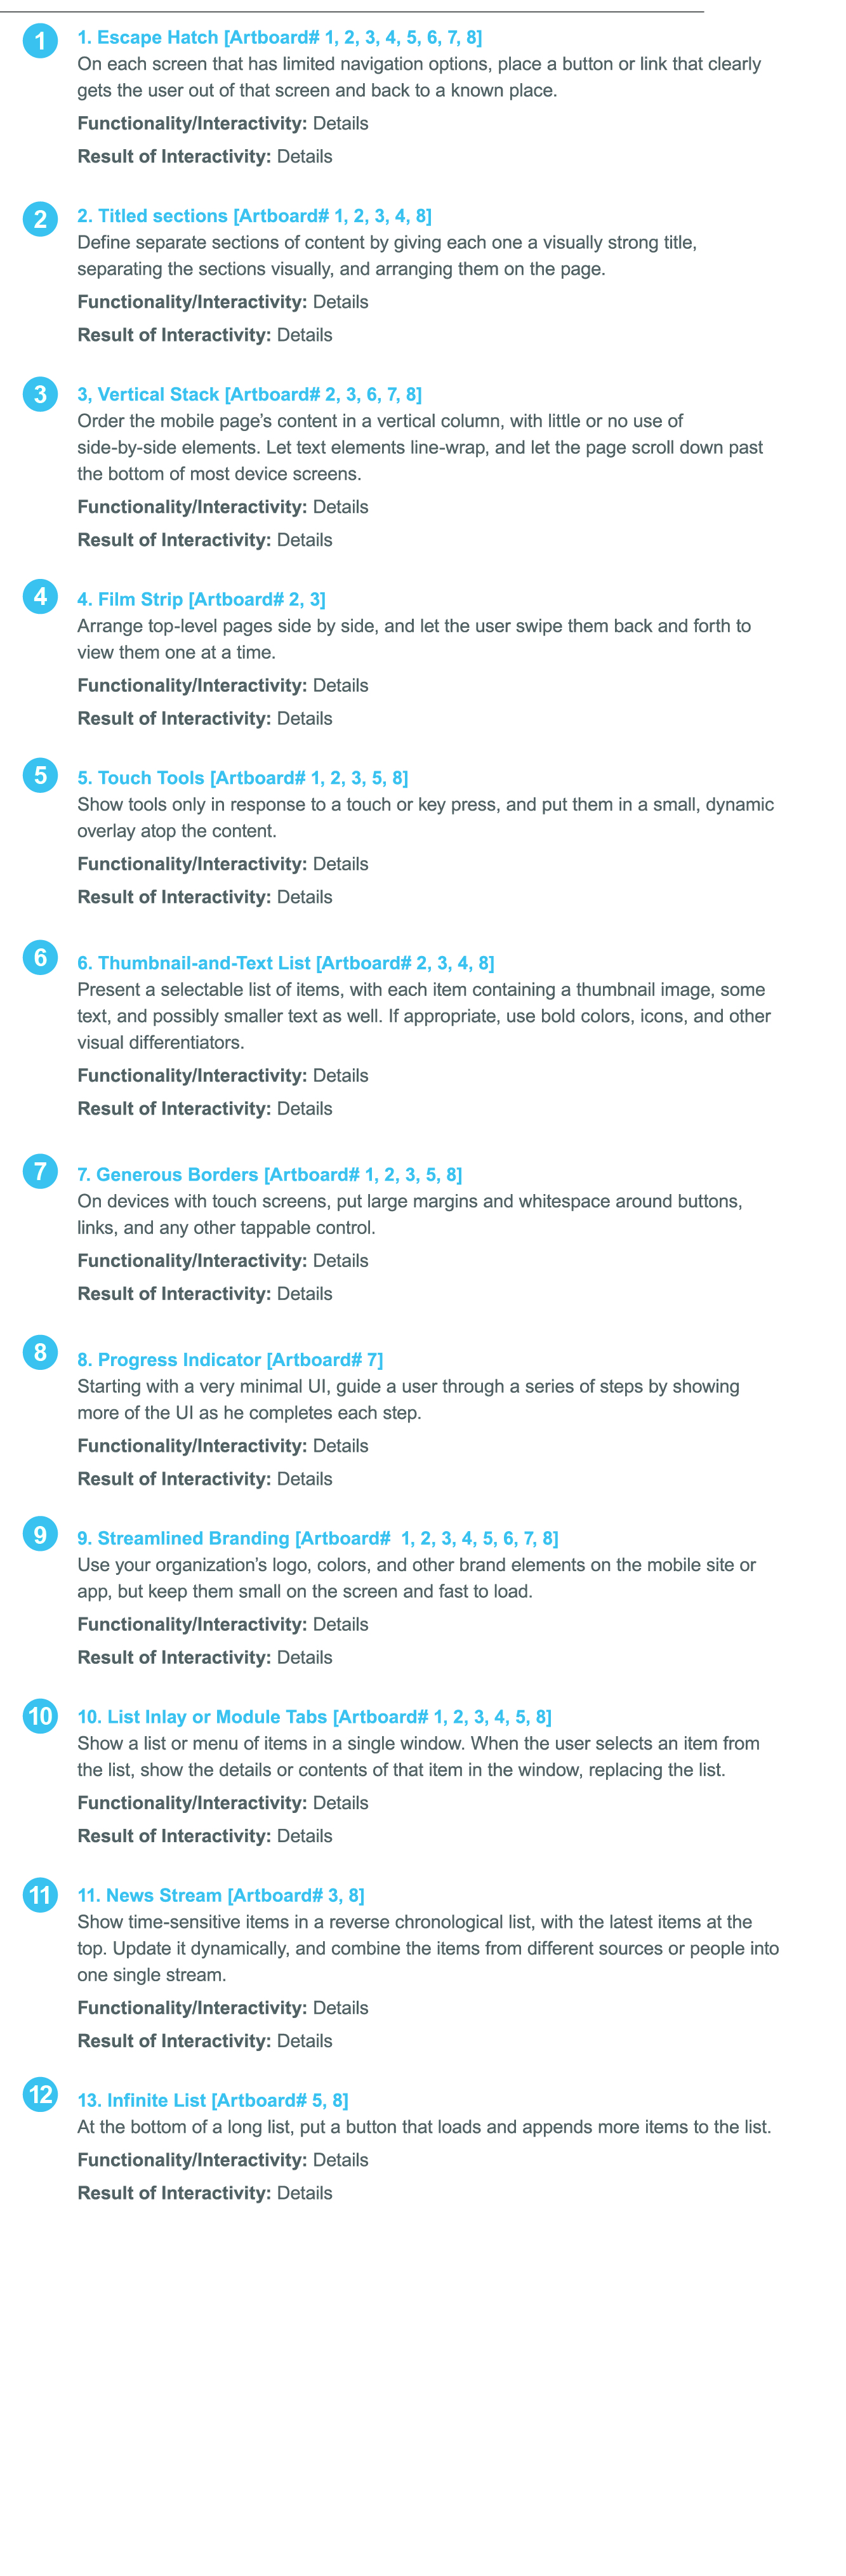 1
1. Escape Hatch [Artboard# 1, 2, 3, 4, 5, 6, 7, 8]
On each screen that has limited navigation options, place a button or link that clearly
gets the user out of that screen and back to a known place.
Functionality/Interactivity: Details
Result of Interactivity: Details
2
2. Titled sections [Artboard# 1, 2, 3, 4, 8]
Define separate sections of content by giving each one a visually strong title,
separating the sections visually, and arranging them on the page.
Functionality/Interactivity: Details
Result of Interactivity: Details
3
3, Vertical Stack [Artboard# 2, 3, 6, 7, 8]
Order the mobile page’s content in a vertical column, with little or no use of
side-by-side elements. Let text elements line-wrap, and let the page scroll down past
the bottom of most device screens.
Functionality/Interactivity: Details
Result of Interactivity: Details
4
4. Film Strip [Artboard# 2, 3]
Arrange top-level pages side by side, and let the user swipe them back and forth to
view them one at a time.
Functionality/Interactivity: Details
Result of Interactivity: Details
5
5. Touch Tools [Artboard# 1, 2, 3, 5, 8]
Show tools only in response to a touch or key press, and put them in a small, dynamic
overlay atop the content.
Functionality/Interactivity: Details
Result of Interactivity: Details
6
6. Thumbnail-and-Text List [Artboard# 2, 3, 4, 8]
Present a selectable list of items, with each item containing a thumbnail image, some
text, and possibly smaller text as well. If appropriate, use bold colors, icons, and other
visual differentiators.
Functionality/Interactivity: Details
Result of Interactivity: Details
7
7. Generous Borders [Artboard# 1, 2, 3, 5, 8]
On devices with touch screens, put large margins and whitespace around buttons,
links, and any other tappable control.
Functionality/Interactivity: Details
Result of Interactivity: Details
8
8. Progress Indicator [Artboard# 7]
Starting with a very minimal UI, guide a user through a series of steps by showing
more of the UI as he completes each step.
Functionality/Interactivity: Details
Result of Interactivity: Details
9
9. Streamlined Branding [Artboard#  1, 2, 3, 4, 5, 6, 7, 8]
Use your organization’s logo, colors, and other brand elements on the mobile site or
app, but keep them small on the screen and fast to load.
Functionality/Interactivity: Details
Result of Interactivity: Details
10
10. List Inlay or Module Tabs [Artboard# 1, 2, 3, 4, 5, 8]
Show a list or menu of items in a single window. When the user selects an item from
the list, show the details or contents of that item in the window, replacing the list.
Functionality/Interactivity: Details
Result of Interactivity: Details
11
11. News Stream [Artboard# 3, 8]
Show time-sensitive items in a reverse chronological list, with the latest items at the
top. Update it dynamically, and combine the items from different sources or people into
one single stream.
Functionality/Interactivity: Details
Result of Interactivity: Details
12
13. Infinite List [Artboard# 5, 8]
At the bottom of a long list, put a button that loads and appends more items to the list.
Functionality/Interactivity: Details
Result of Interactivity: Details